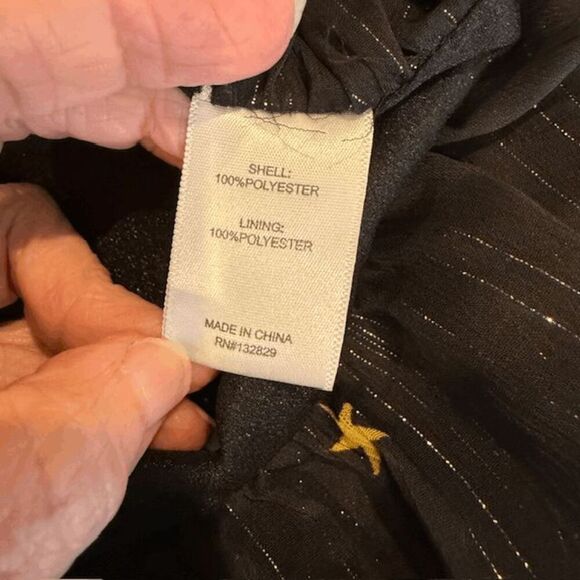 SHELL:
100%POLYESTER
LINING:
100%POLYESTER
MADE IN CHINA
RN#132829